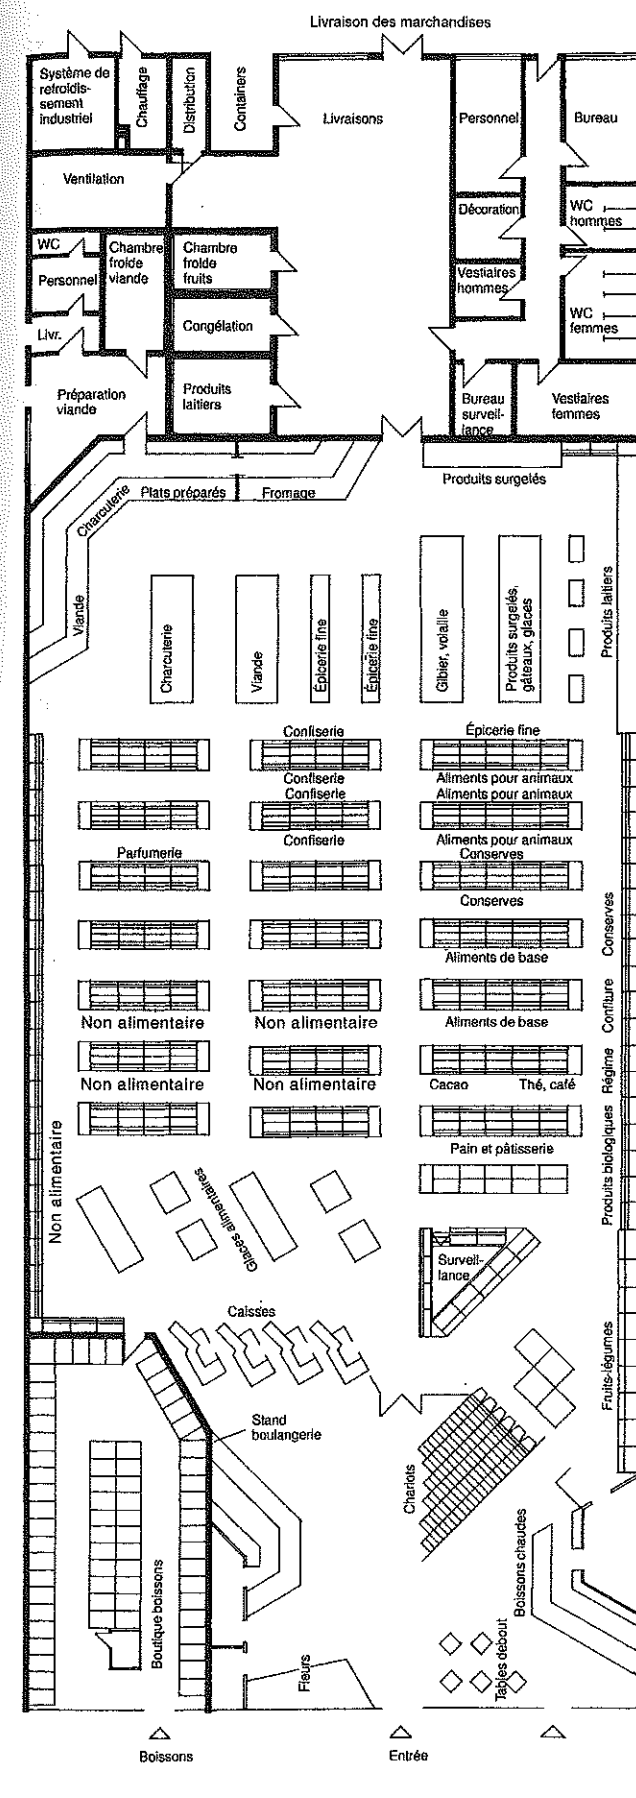 Livraison des marchandises
Système de
refroidis-
sement
industriel
Chauffage
Distribution
Containers
Livraisons
Personnel
Bureau
Ventilation
Décoration
WC
hommes
WC
Chambre
froide
viande
Chambre
froide
fruits
Personnel
Vestiaires
hommes
WC
femmes
Livr.
Congélation
Préparation
viande
Produits
laitiers
Bureau
surveil-
lance
Vestiaires
femmes
Charcuterie
Plats préparés
Fromage
Produits surgelés
Viande
Charcuterie
Viande
Épicerie fine
Épicerie fine
Gibier, volaille
Produits surgelés,
gâteaux, glaces
Produits laitiers
Confiserie
Épicerie fine
Confiserie
Aliments pour animaux
Confiserie
Aliments pour animaux
Confiserie
Aliments pour animaux
Parfumerie
Conserves
Conserves
Conserves
Aliments de base
Confiture
Non alimentaire
Non alimentaire
Aliments de base
Régime
Non alimentaire
Non alimentaire
Cacao
Thé, café
Produits biologiques
Non alimentaire
Pain et pâtisserie
Glaces alimentaires
Surveil-
lance
Caisses
Fruits-légumes
Stand
boulangerie
Chariots
Boissons chaudes
Boutique boissons
Fleurs
Tables debout
Boissons
Entrée